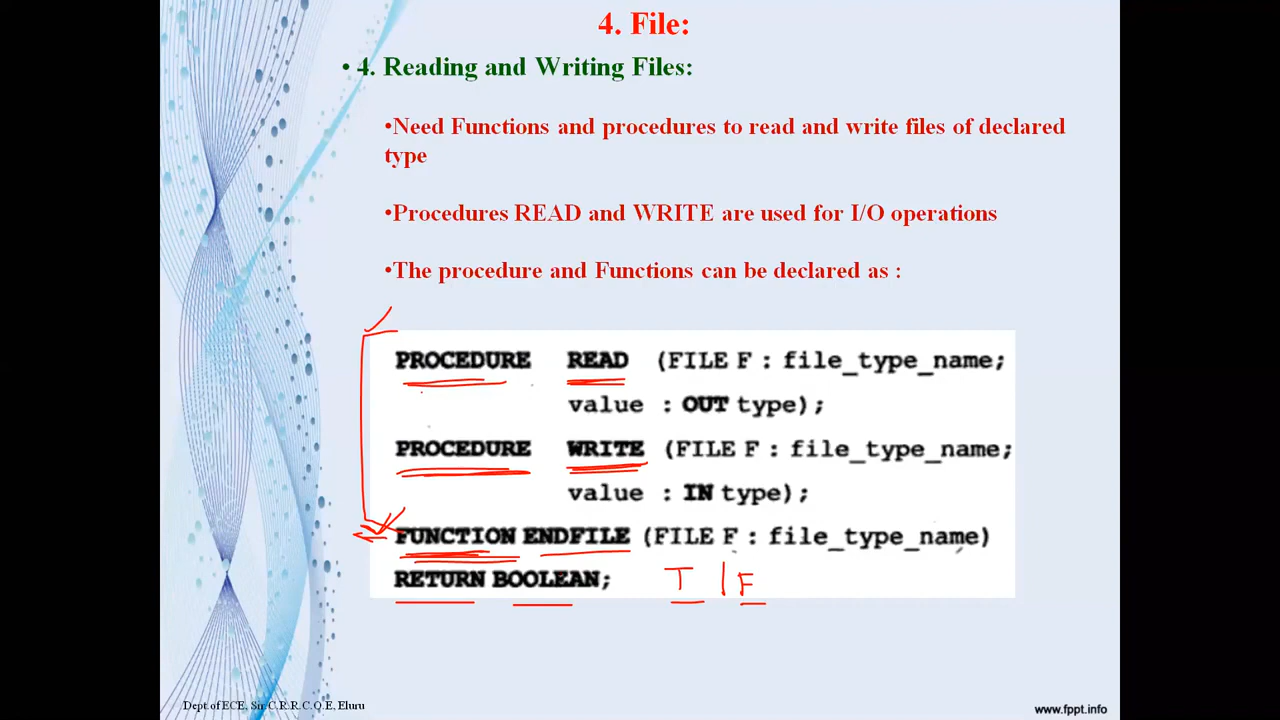 4. File:
• 4. Reading and Writing Files:
•Need Functions and procedures to read and write files of declared
type
•Procedures READ and WRITE are used for I/O operations
•The procedure and Functions can be declared as :
PROCEDURE READ (FILE F : file_type_name;
value : OUT type);
PROCEDURE WRITE (FILE F : file_type_name;
value : IN type);
FUNCTION ENDFILE (FILE F : file_type_name)
RETURN BOOLEAN; T | F
Dept.of ECE, Sir.C.R.R.C.O.E, Eluru
www.fppt.info